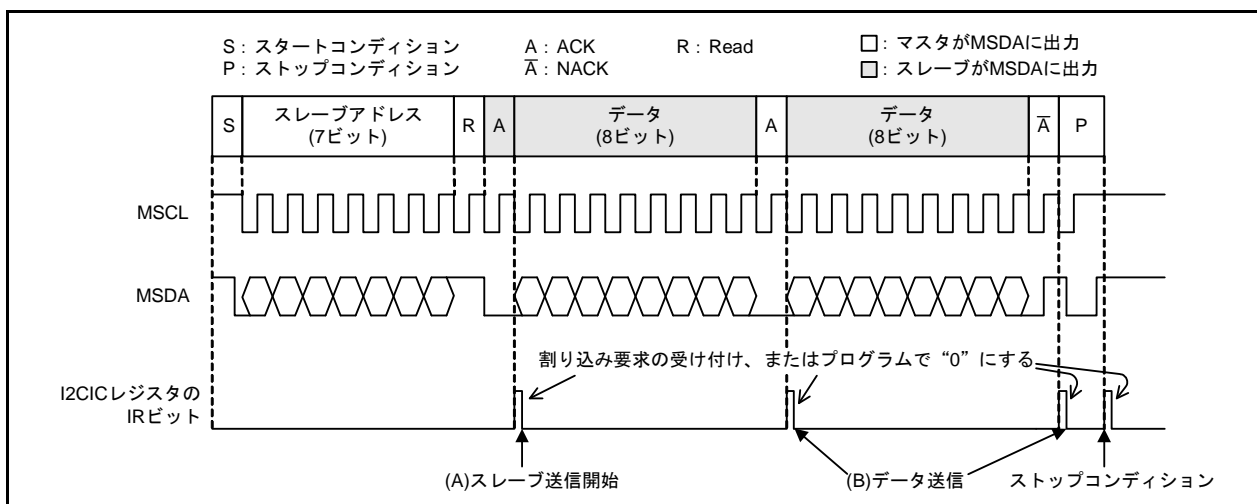 S：スタートコンディション　A：ACK　R：Read　□：マスタがMSDAに出力
P：ストップコンディション　A̅：NACK　□：スレーブがMSDAに出力
S　スレーブアドレス　R　A　データ　A　データ　A̅　P
(7ビット)　(8ビット)　(8ビット)
MSCL
MSDA
割り込み要求の受け付け、またはプログラムで“0”にする
I2CICレジスタの
IRビット
(A)スレーブ送信開始　(B)データ送信　ストップコンディション